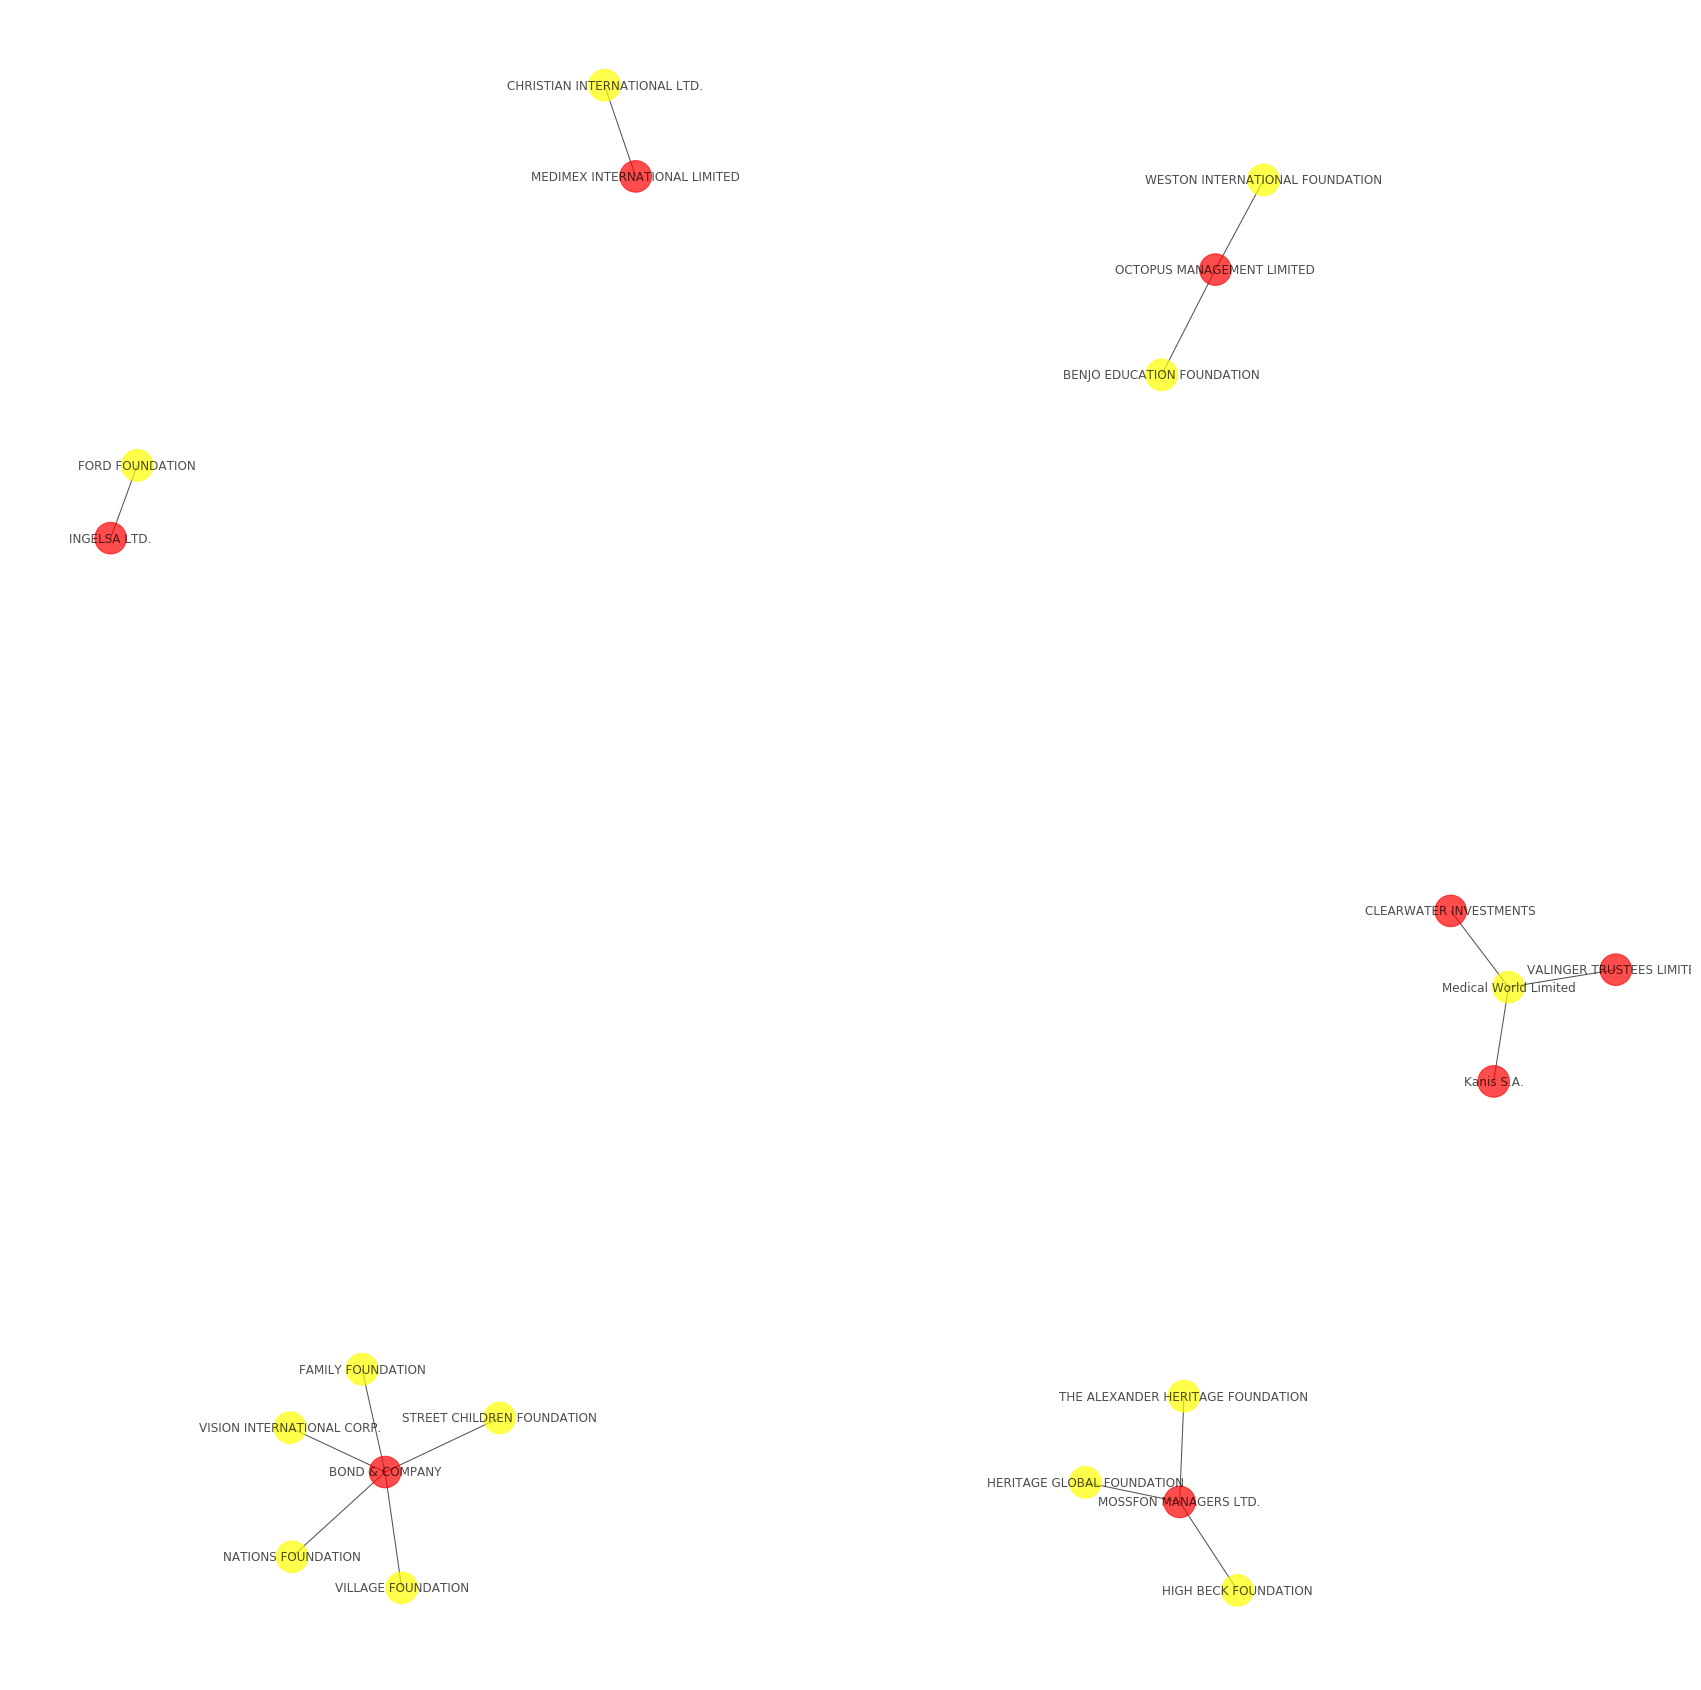 CHRISTIAN INTERNATIONAL LTD.
MEDIMEX INTERNATIONAL LIMITED
WESTON INTERNATIONAL FOUNDATION
OCTOPUS MANAGEMENT LIMITED
BENJO EDUCATION FOUNDATION
FORD FOUNDATION
INGELSA LTD.
CLEARWATER INVESTMENTS
VALINGER TRUSTEES LIMITE
Medical World Limited
Kanis S.A.
FAMILY FOUNDATION
STREET CHILDREN FOUNDATION
VISION INTERNATIONAL CORP.
BOND & COMPANY
NATIONS FOUNDATION
VILLAGE FOUNDATION
THE ALEXANDER HERITAGE FOUNDATION
HERITAGE GLOBAL FOUNDATION
MOSSFON MANAGERS LTD.
HIGH BECK FOUNDATION